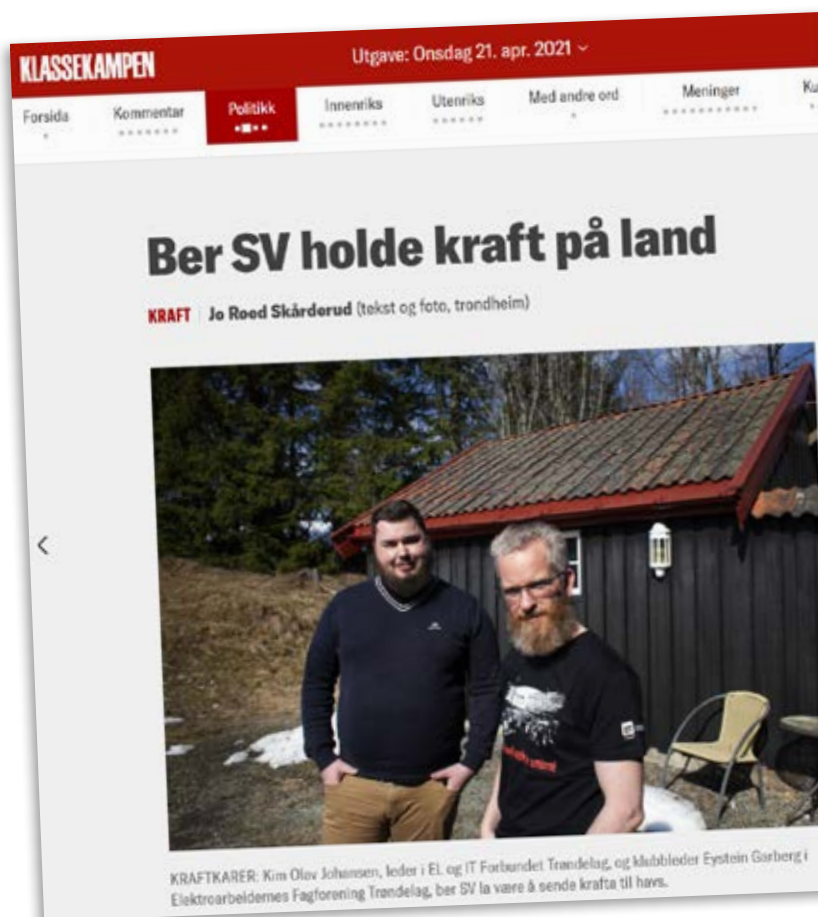 KLASSEKAMPEN
Utgave: Onsdag 21. apr. 2021
Forsida Kommentar Politikk Innenriks Utenriks Med andre ord Meninger Ku
Ber SV holde kraft på land
KRAFT Jo Røed Skårderud (tekst og foto, trondheim)
KRAFTKARER: Kim Olav Johansen, leder i EL og IT Forbundet Trøndelag, og klubbleder Eystein Garberg i
Elektroarbeidernes Fagforening Trøndelag, ber SV la være å sende krafta til havs.